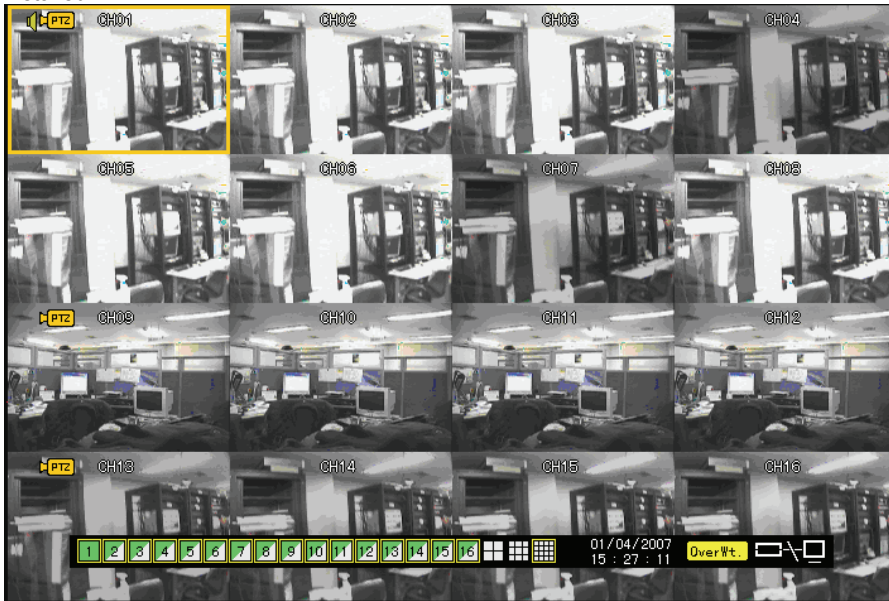 PTZ CH01 CH02 CH03 CH04
CH05 CH06 CH07 CH08
PTZ CH09 CH10 CH11 CH12
PTZ CH13 CH14 CH15 CH16
1 2 3 4 5 6 7 8 9 10 11 12 13 14 15 16 01/04/2007 OverWt.
15 : 27 : 11